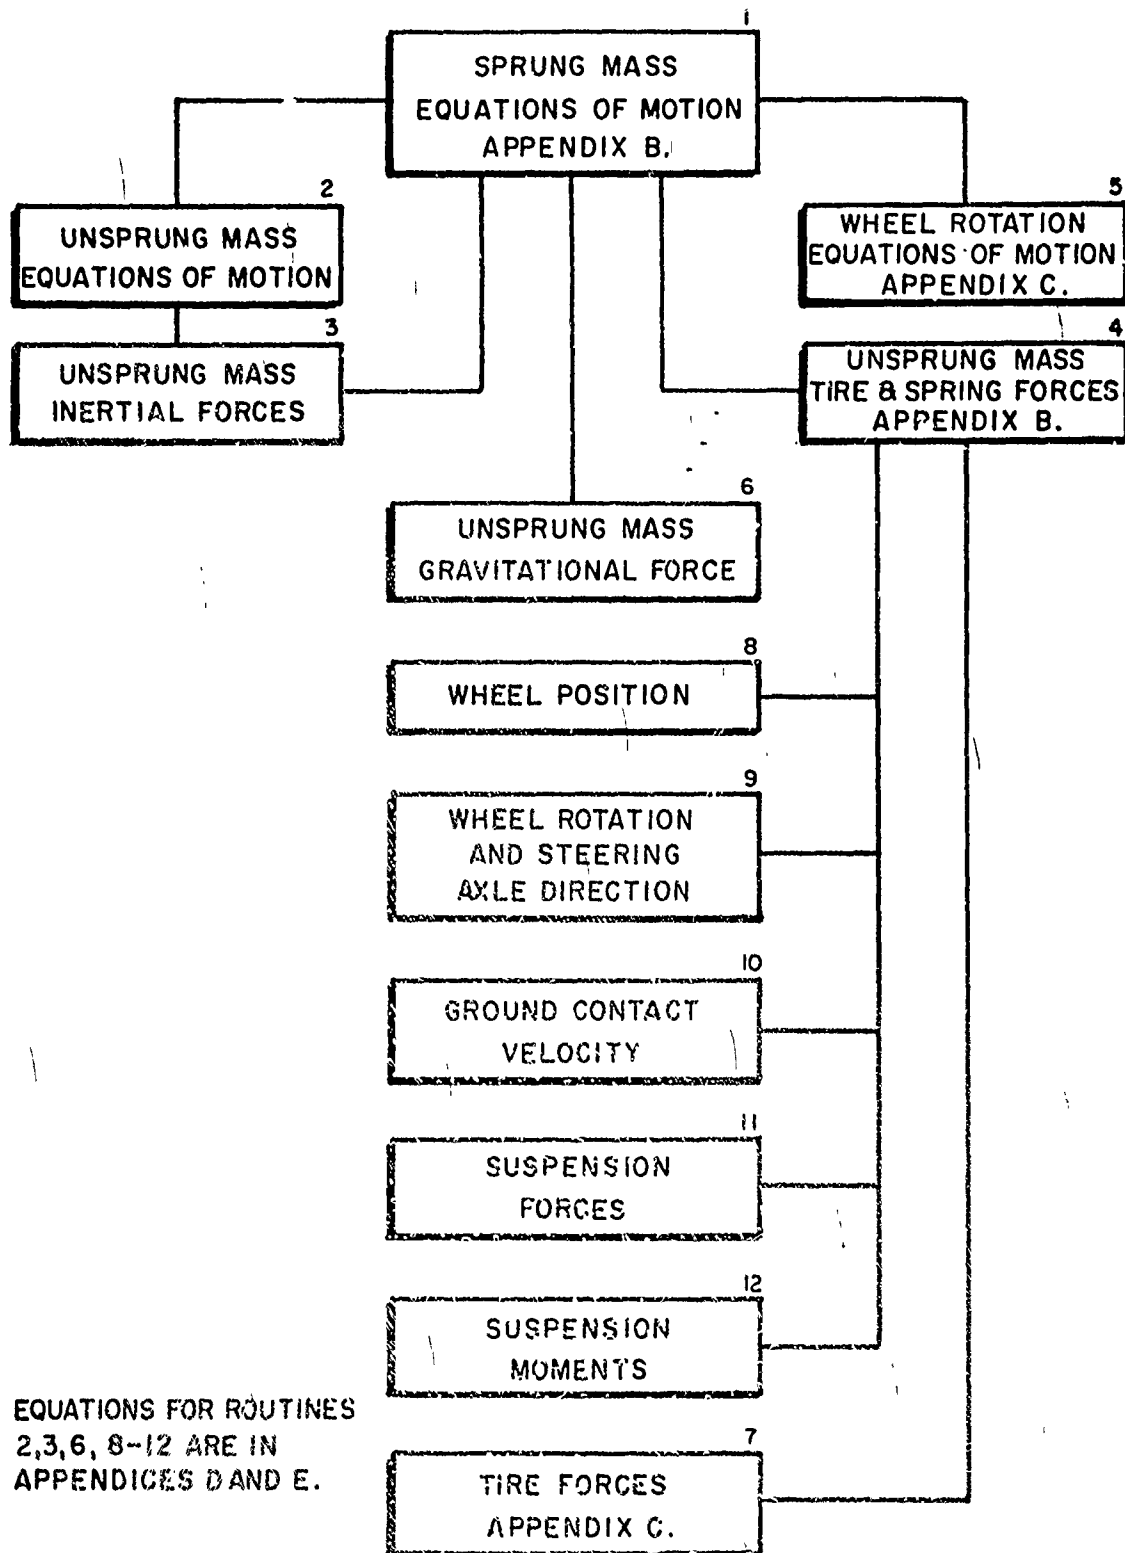 1
SPRUNG MASS
EQUATIONS OF MOTION
APPENDIX B.
2
UNSPRUNG MASS
EQUATIONS OF MOTION
3
UNSPRUNG MASS
INERTIAL FORCES
5
WHEEL ROTATION
EQUATIONS OF MOTION
APPENDIX C.
4
UNSPRUNG MASS
TIRE & SPRING FORCES
APPENDIX B.
6
UNSPRUNG MASS
GRAVITATIONAL FORCE
8
WHEEL POSITION
9
WHEEL ROTATION
AND STEERING
AXLE DIRECTION
10
GROUND CONTACT
VELOCITY
11
SUSPENSION
FORCES
12
SUSPENSION
MOMENTS
7
TIRE FORCES
APPENDIX C.
EQUATIONS FOR ROUTINES
2,3,6, 8-12 ARE IN
APPENDICES D AND E.